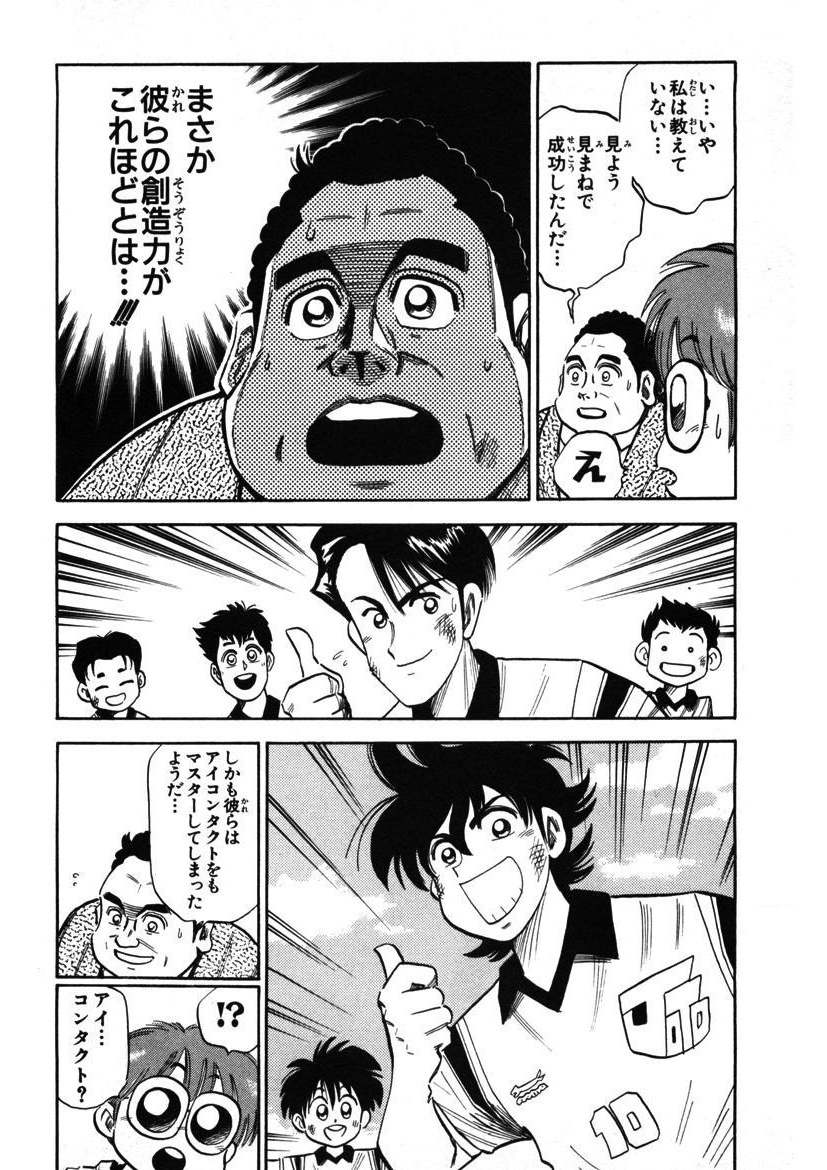 い…いや
私は教えて
いない…
見よう
見まねで
成功したんだ…
え
まさか
彼らの創造力が
これほどとは…!!!
しかも彼らは
アイコンタクトをも
マスターしてしまった
ようだ…
10
!?
アイ…
コンタクト?